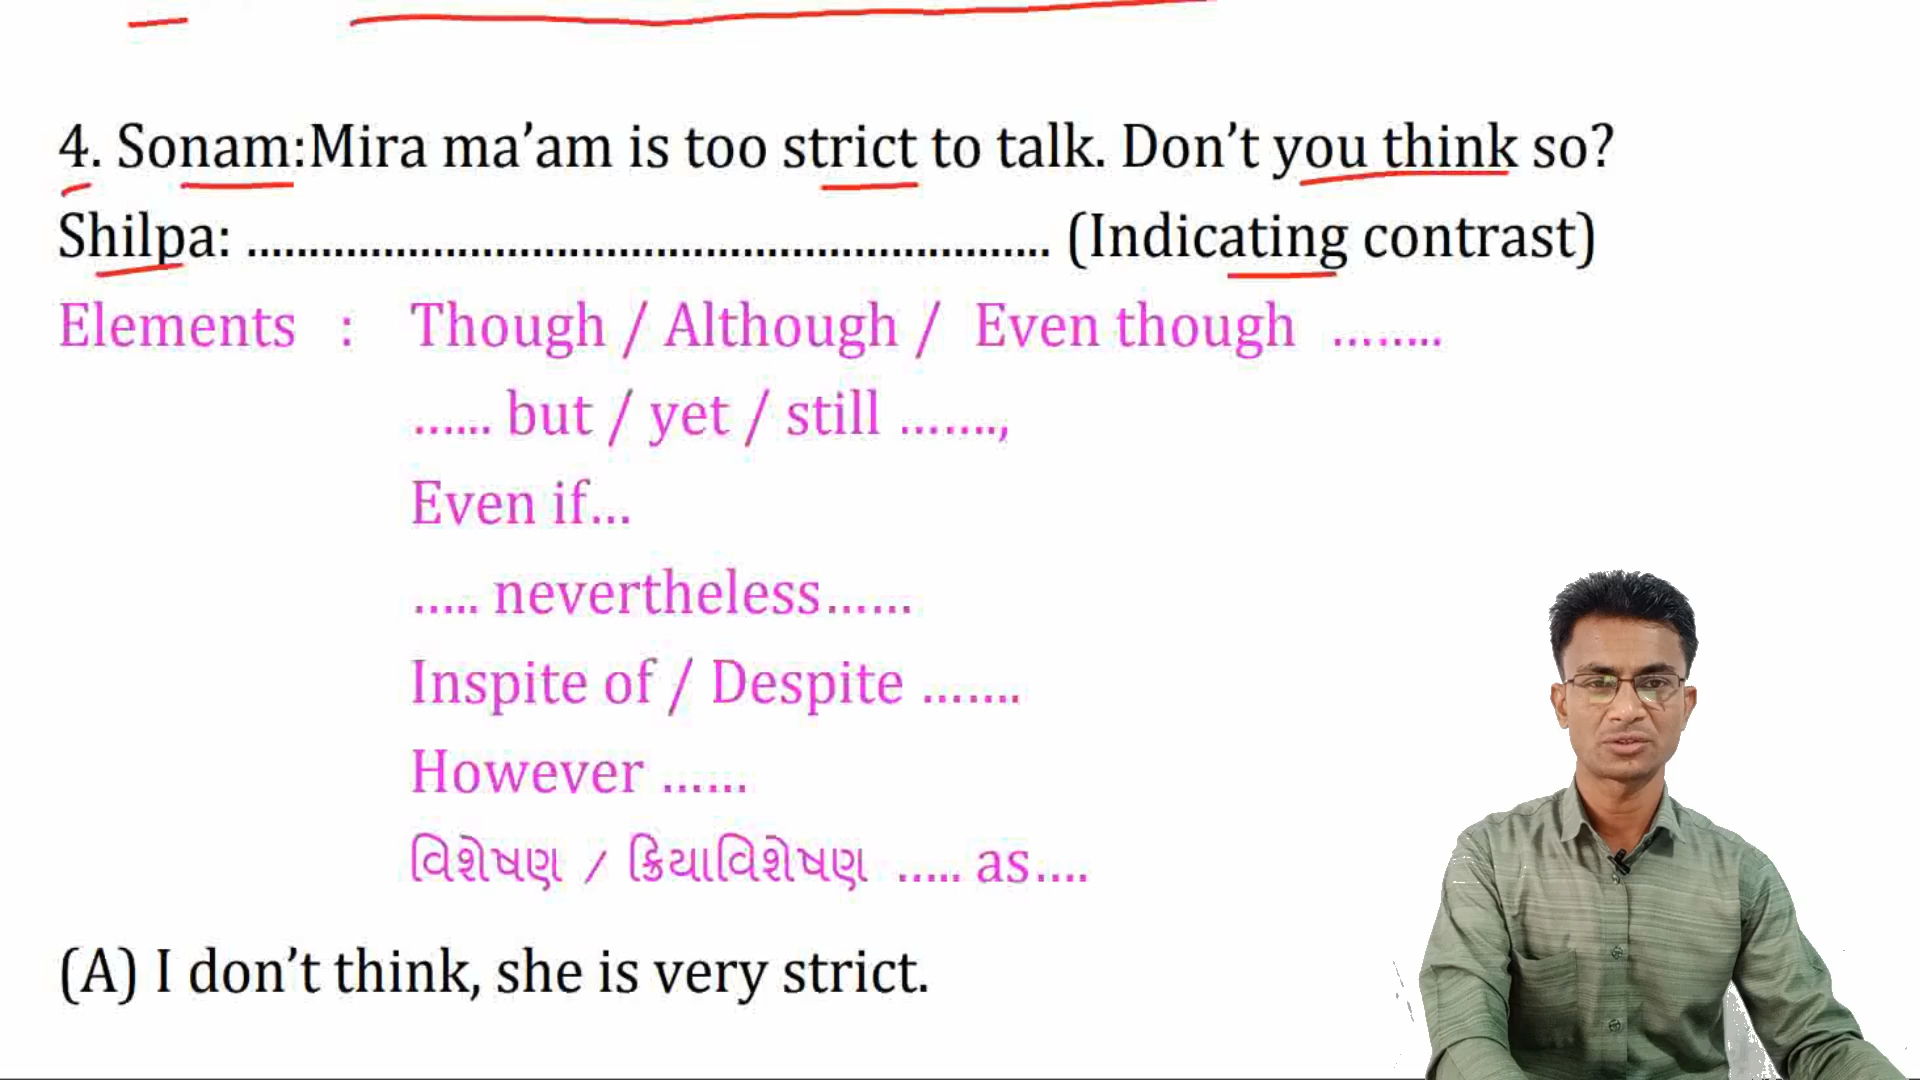 4. Sonam:Mira ma’am is too strict to talk. Don’t you think so?
Shilpa: ................................................................ (Indicating contrast)
Elements : Though / Although / Even though ........
...... but / yet / still .......,
Even if...
..... nevertheless......
Inspite of / Despite .......
However ......
વિશેષણ / ક્રિયાવિશેષણ ..... as....
(A) I don’t think, she is very strict.